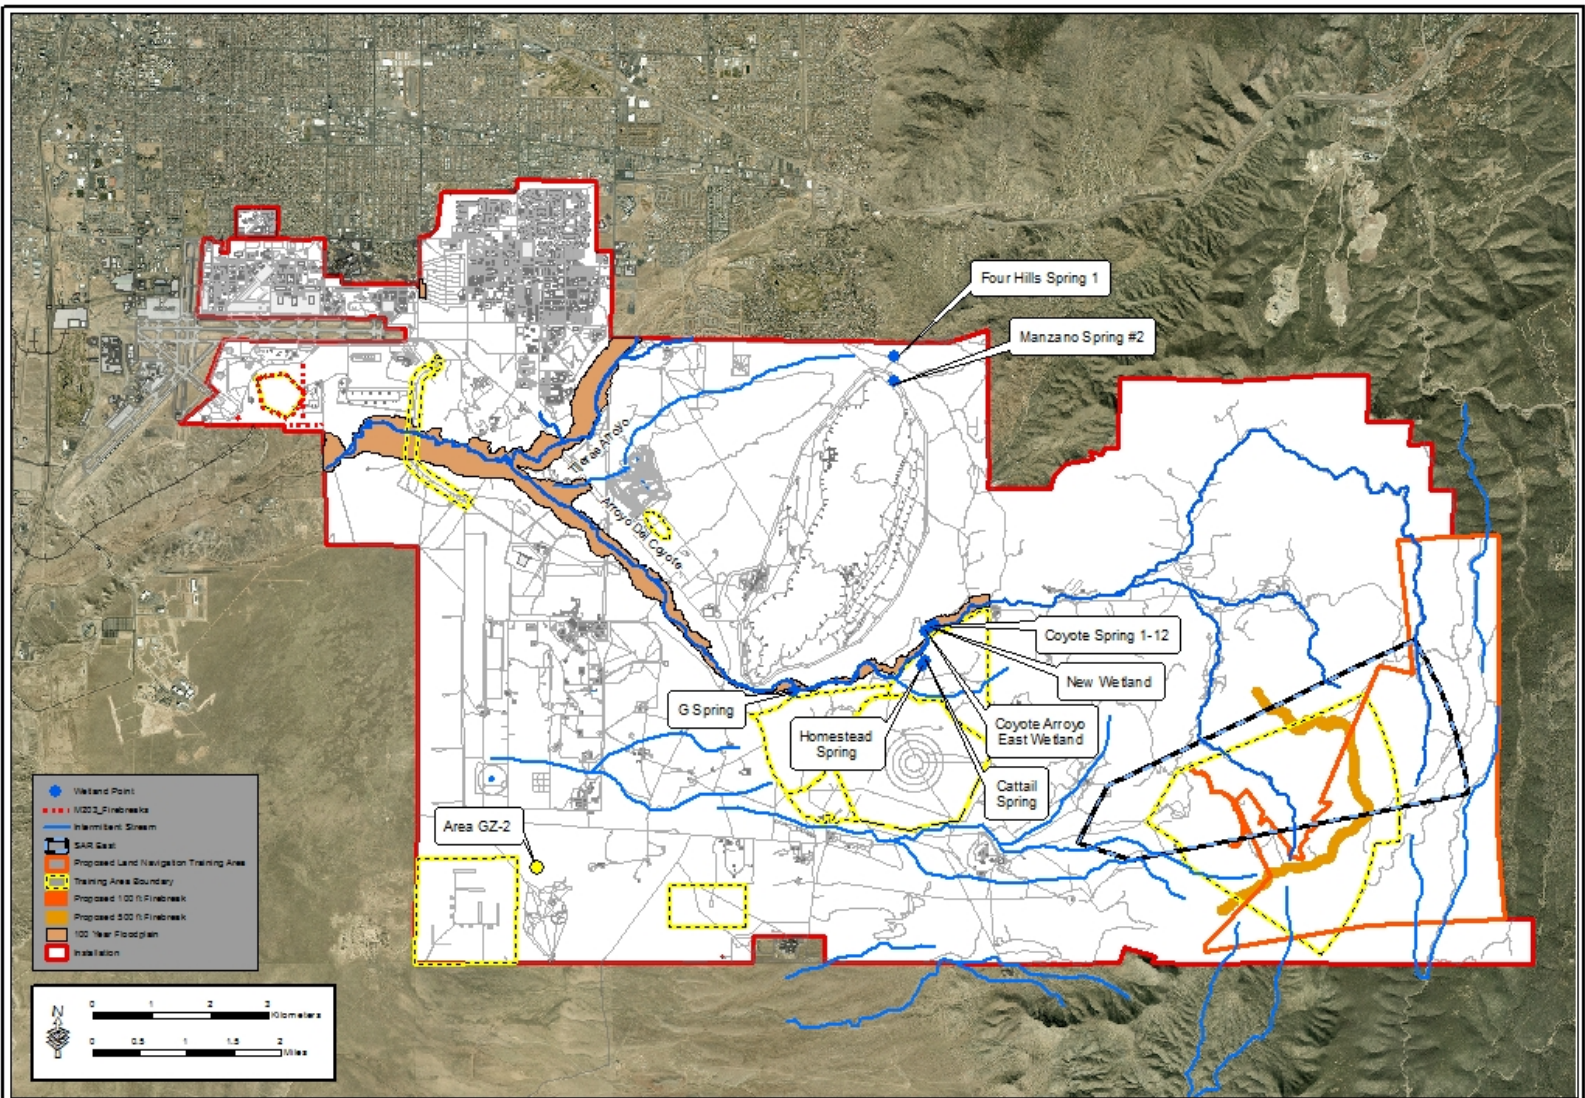 Four Hills Spring 1
Manzano Spring #2
Tijeras Arroyo
Arroyo Del Coyote
Coyote Spring 1-12
New Wetland
G Spring
Homestead
Spring
Coyote Arroyo
East Wetland
Cattail
Spring
Area GZ-2
Wetland Point
M203_Firebreaks
Intermittent Stream
SAR East
Proposed Land Navigation Training Area
Training Area Boundary
Proposed 100 ft Firebreak
Proposed 500 ft Firebreak
100 Year Floodplain
Installation
N
0 1 2 3
Kilometers
0 0.5 1 1.5 2
Miles